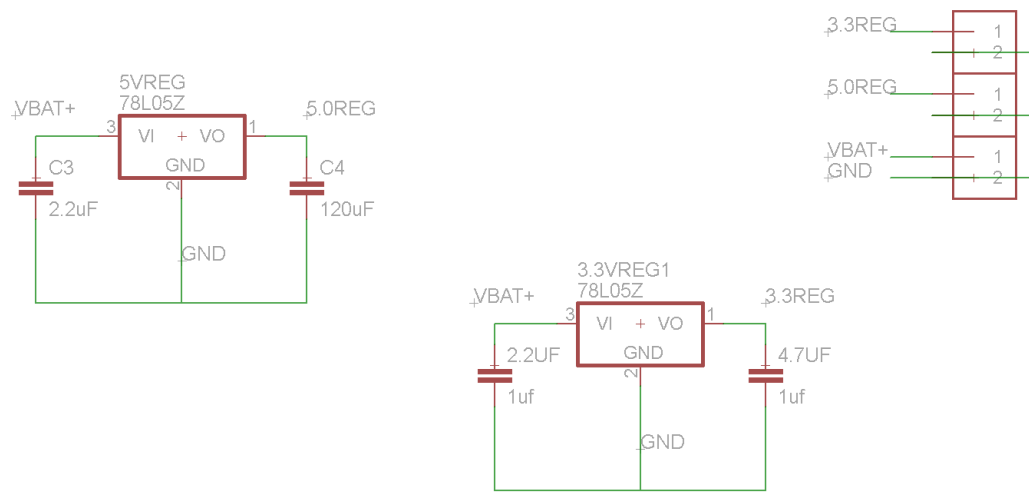 3.3REG
1
2
5VREG
78L05Z
VBAT+
5.0REG
5.0REG
1
2
3
VI
VO
1
GND
2
C3
2.2uF
C4
120uF
VBAT+
GND
1
2
GND
3.3VREG1
78L05Z
VBAT+
3.3REG
3
VI
VO
1
GND
2
2.2UF
1uf
4.7UF
1uf
GND